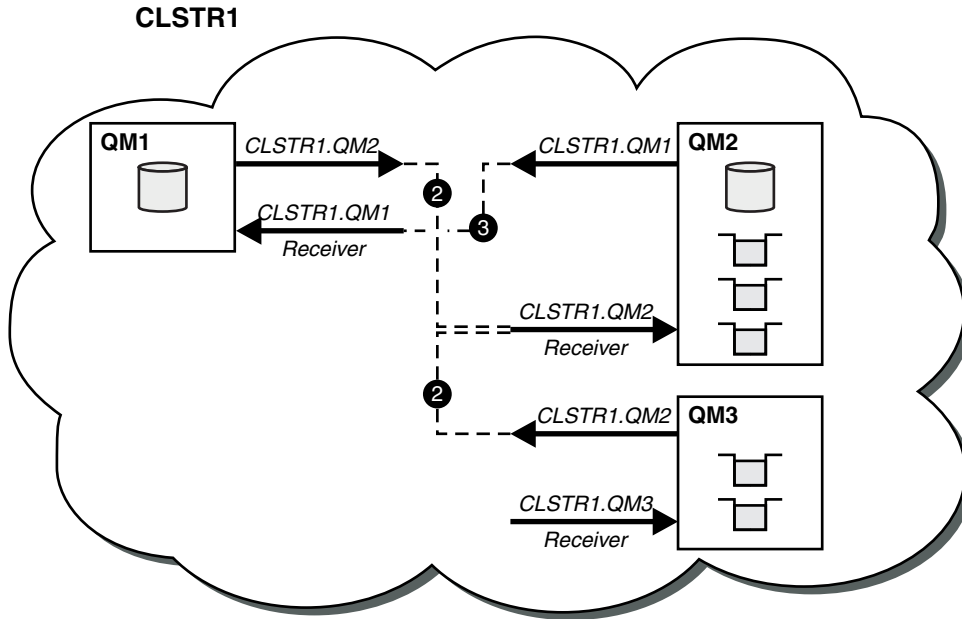 CLSTR1
QM1
CLSTR1.QM2
CLSTR1.QM1
QM2
2
CLSTR1.QM1
3
Receiver
CLSTR1.QM2
Receiver
2
CLSTR1.QM2
QM3
CLSTR1.QM3
Receiver